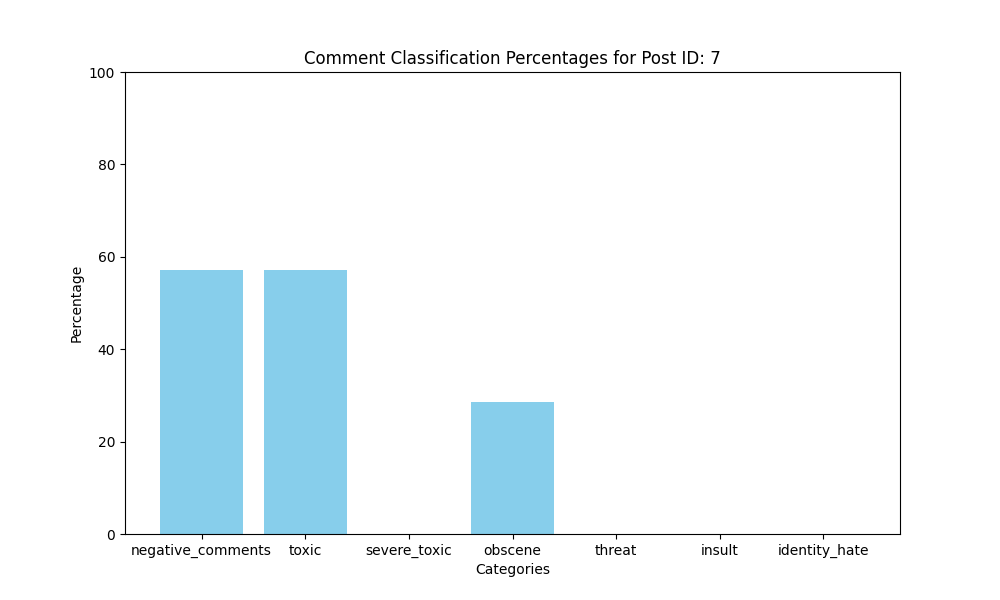 Comment Classification Percentages for Post ID: 7
100
80
60
40
20
0
Percentage
negative_comments toxic severe_toxic obscene threat insult identity_hate
Categories